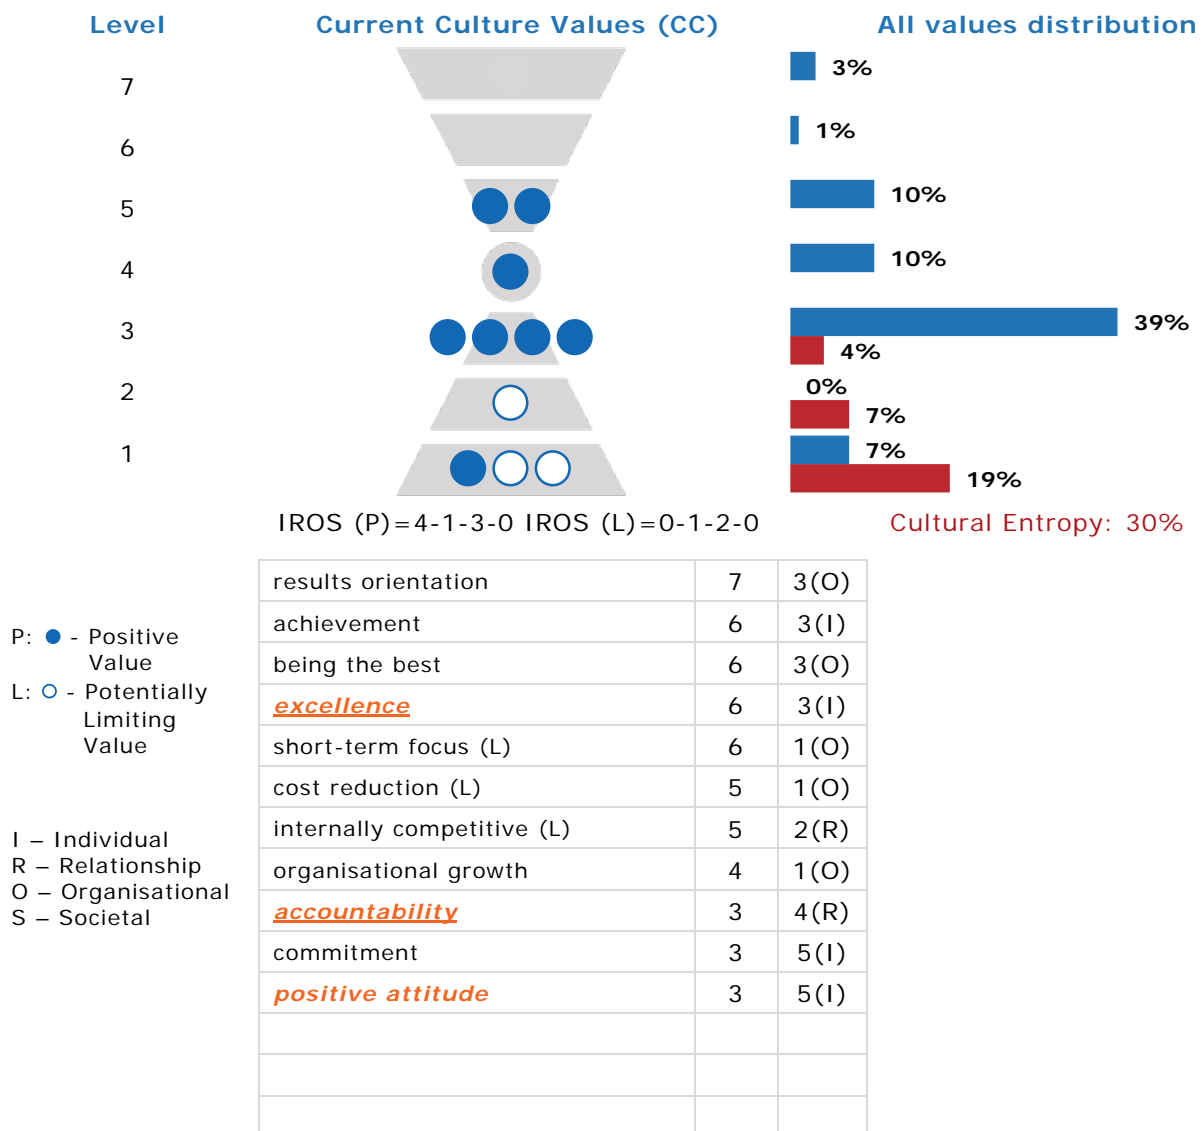 Level Current Culture Values (CC) All values distribution
7 3%
6 1%
5 10%
4 10%
3 39%
4%
2 0%
7%
1 7%
19%
IROS (P)=4-1-3-0 IROS (L)=0-1-2-0 Cultural Entropy: 30%
P: - Positive
Value
L: - Potentially
Limiting
Value
I – Individual
R – Relationship
O – Organisational
S – Societal
results orientation 7 3(O)
achievement 6 3(I)
being the best 6 3(O)
excellence 6 3(I)
short-term focus (L) 6 1(O)
cost reduction (L) 5 1(O)
internally competitive (L) 5 2(R)
organisational growth 4 1(O)
accountability 3 4(R)
commitment 3 5(I)
positive attitude 3 5(I)